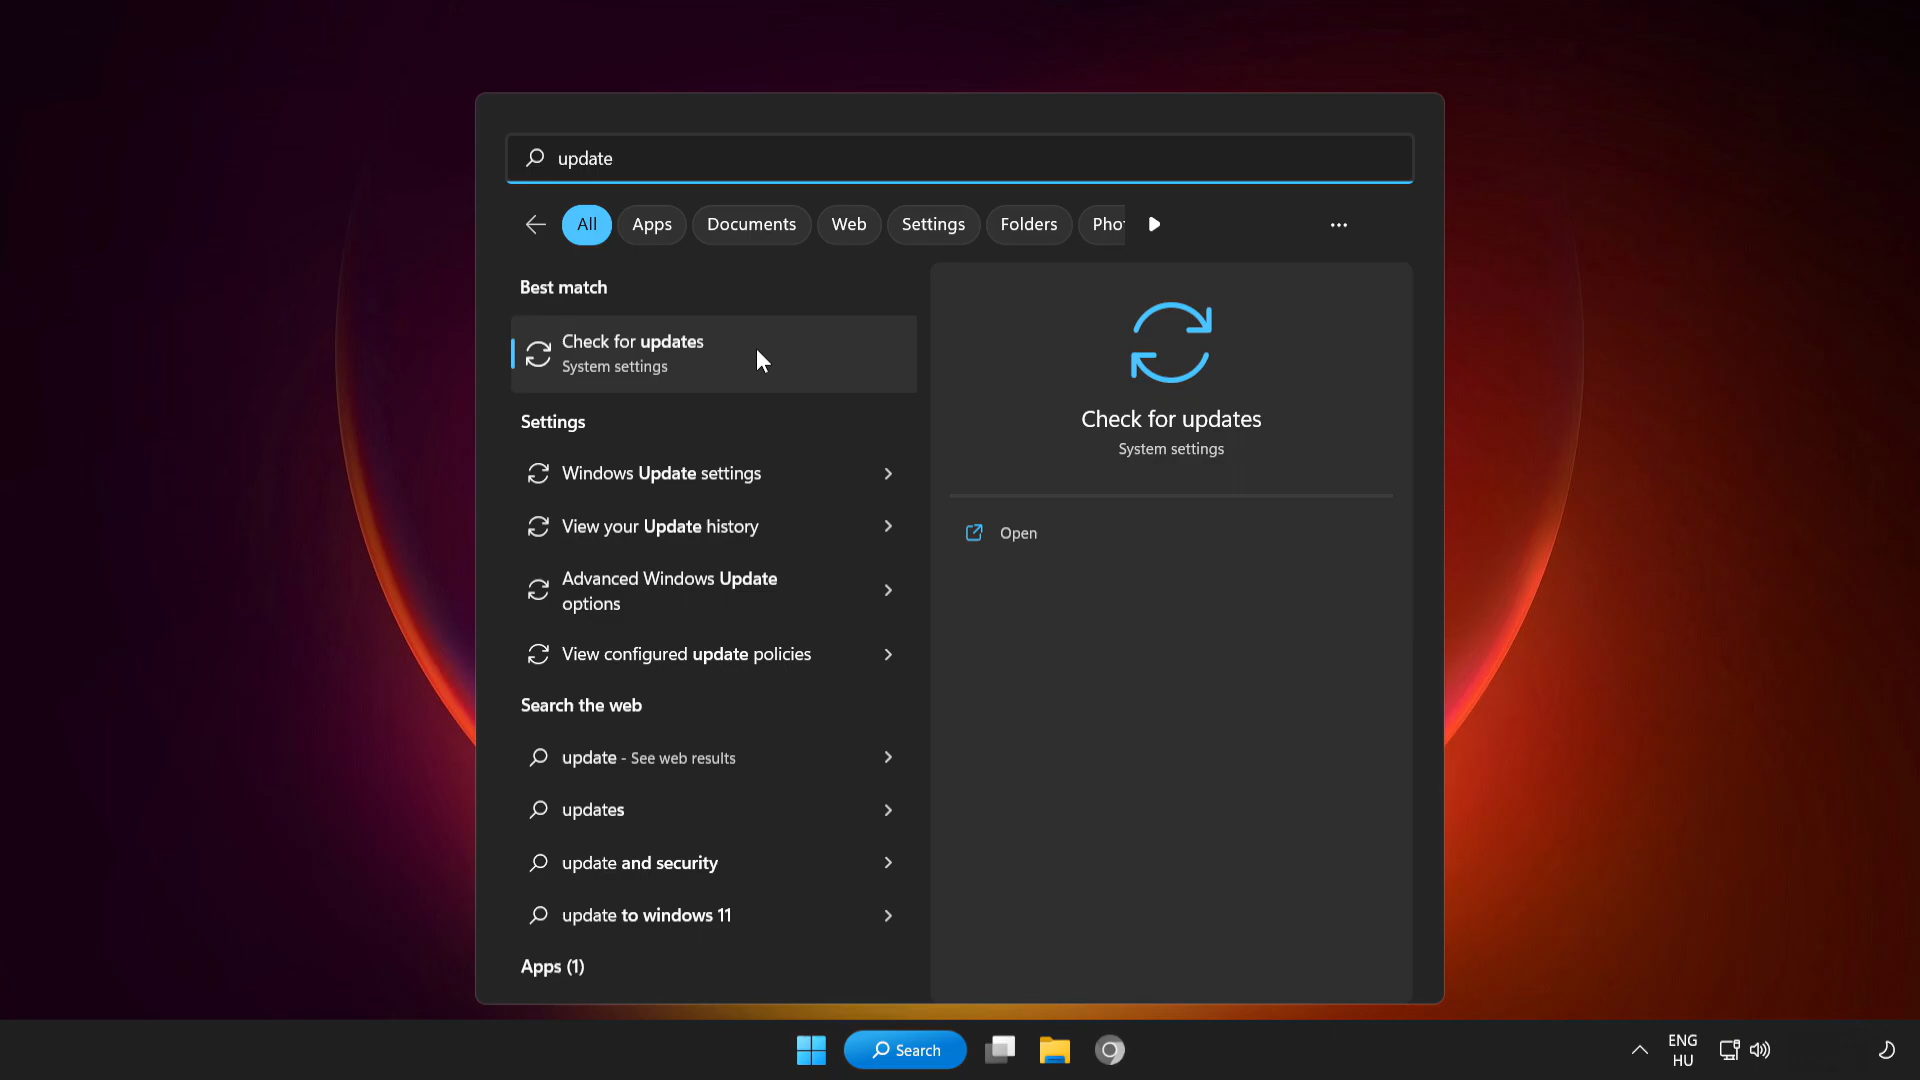 update
All Apps Documents Web Settings Folders Phot
Best match
Check for updates
System settings
Settings
Windows Update settings
View your Update history
Advanced Windows Update
options
View configured update policies
Search the web
update - See web results
updates
update and security
update to windows 11
Apps (1)
Check for updates
System settings
Open
Search
ENG
HU